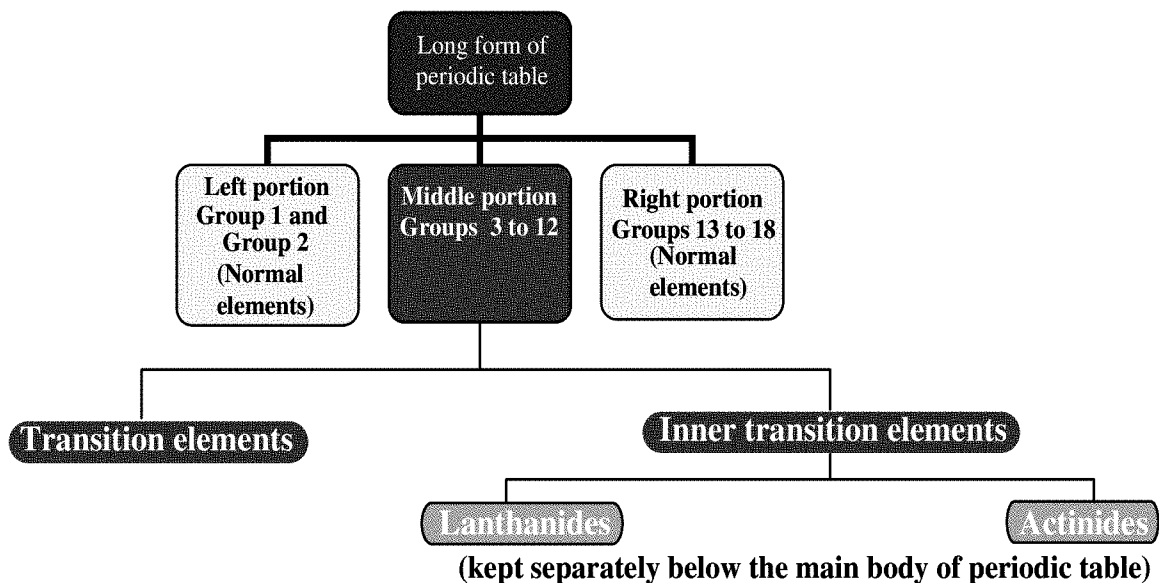 Long form of
periodic table
Left portion
Group 1 and
Group 2
(Normal
elements)
Middle portion
Groups 3 to 12
Right portion
Groups 13 to 18
(Normal
elements)
Transition elements
Inner transition elements
Lanthanides
Actinides
(kept separately below the main body of periodic table)